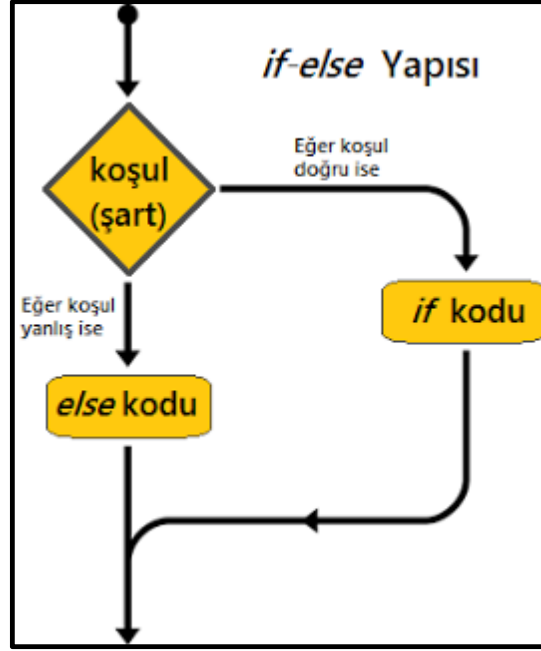 if-else Yapısı
koşul
(şart)
Eğer koşul
doğru ise
if kodu
Eğer koşul
yanlış ise
else kodu